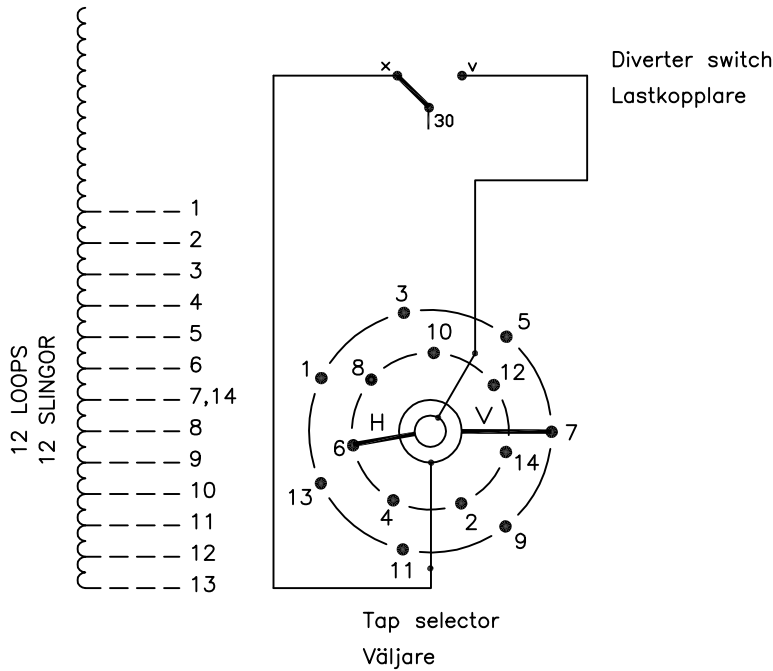 Diverter switch
Lastkopplare
x
v
30
12 LOOPS
12 SLINGOR
1
2
3
4
5
6
7,14
8
9
10
11
12
13
3
5
10
1
8
12
H
V
7
6
14
13
4
2
9
11
Tap selector
Väljare